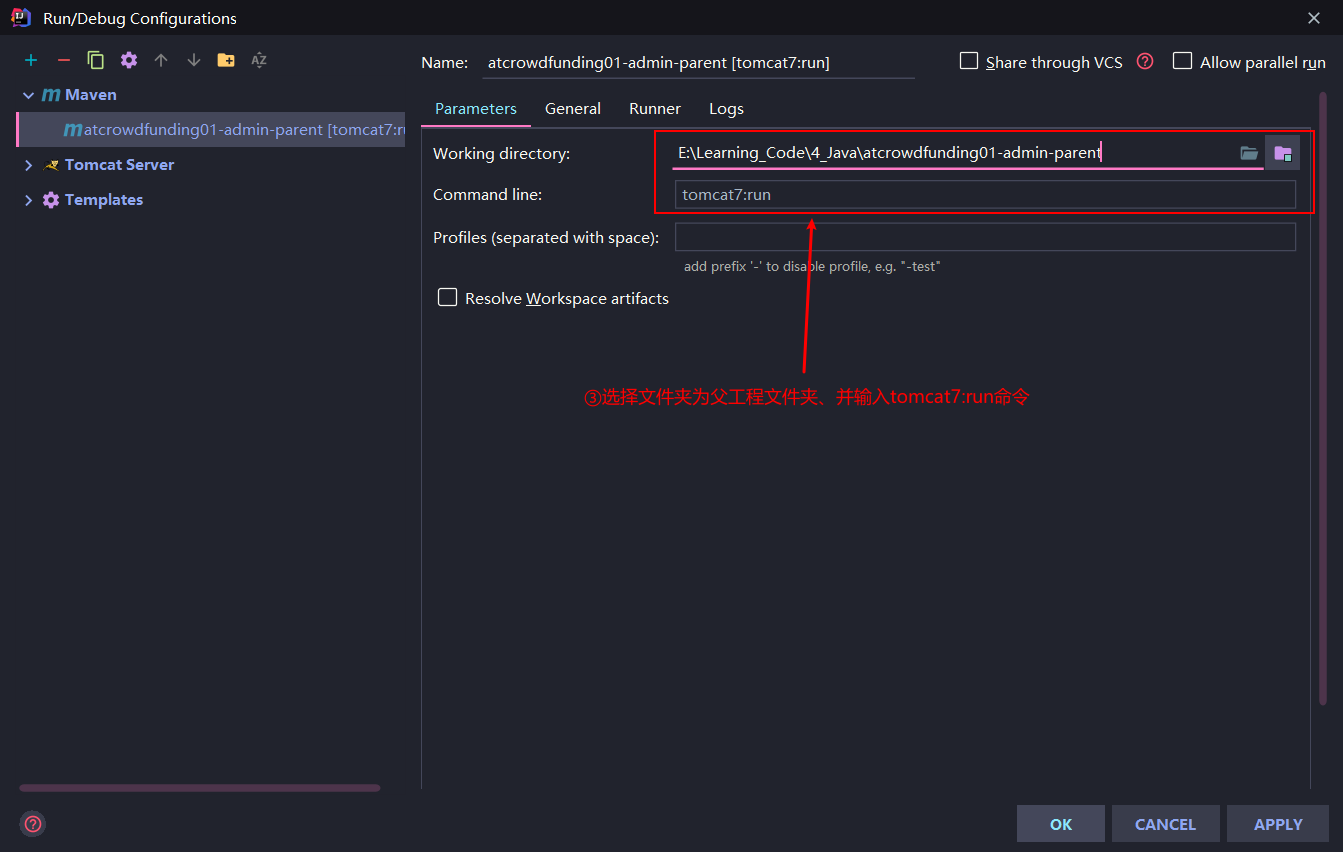 Run/Debug Configurations
Name: atcrowdfunding01-admin-parent [tomcat7:run]
Share through VCS
Allow parallel run
Maven
atcrowdfunding01-admin-parent [tomcat7:r
Tomcat Server
Templates
Parameters General Runner Logs
Working directory: E:\Learning_Code\4_Java\atcrowdfunding01-admin-parent
Command line: tomcat7:run
Profiles (separated with space):
add prefix '-' to disable profile, e.g. "-test"
Resolve Workspace artifacts
③选择文件夹为父工程文件夹、并输入tomcat7:run命令
OK CANCEL APPLY